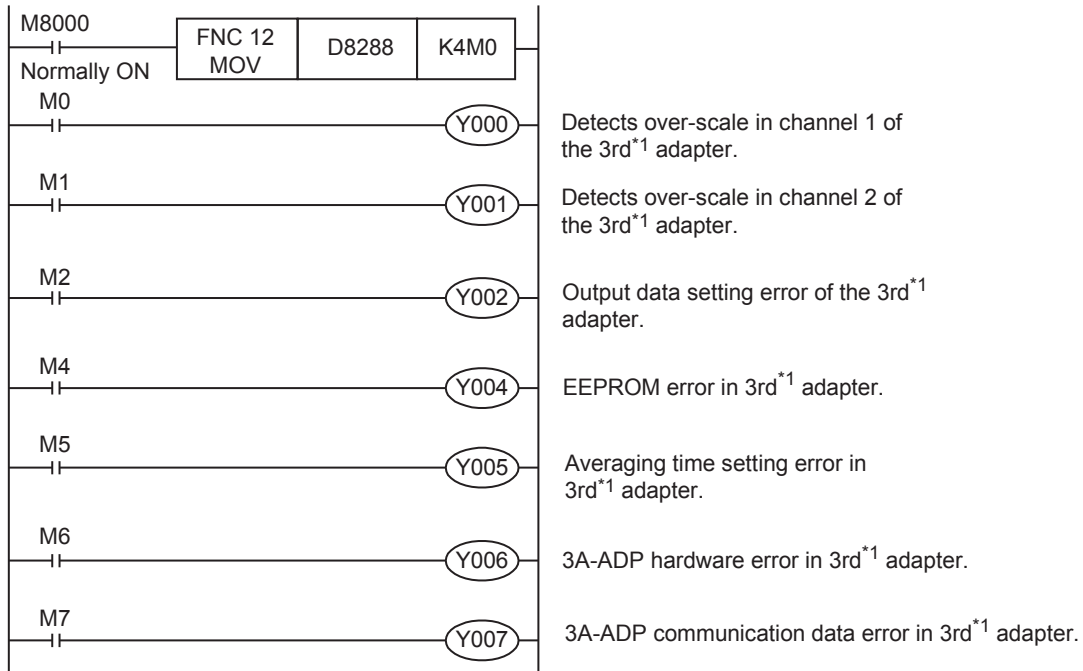 M8000
FNC 12
MOV
D8288
K4M0
Normally ON
M0
Y000
Detects over-scale in channel 1 of
the 3rd*1 adapter.
M1
Y001
Detects over-scale in channel 2 of
the 3rd*1 adapter.
M2
Y002
Output data setting error of the 3rd*1
adapter.
M4
Y004
EEPROM error in 3rd*1 adapter.
M5
Y005
Averaging time setting error in
3rd*1 adapter.
M6
Y006
3A-ADP hardware error in 3rd*1 adapter.
M7
Y007
3A-ADP communication data error in 3rd*1 adapter.